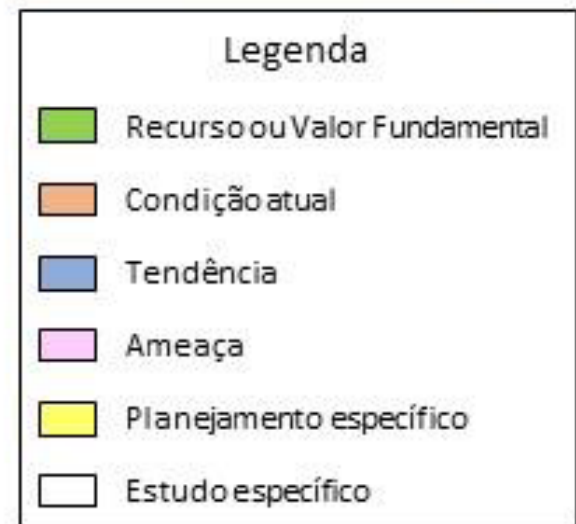 Legenda
Recurso ou Valor Fundamental
Condição atual
Tendência
Ameaça
Planejamento específico
Estudo específico